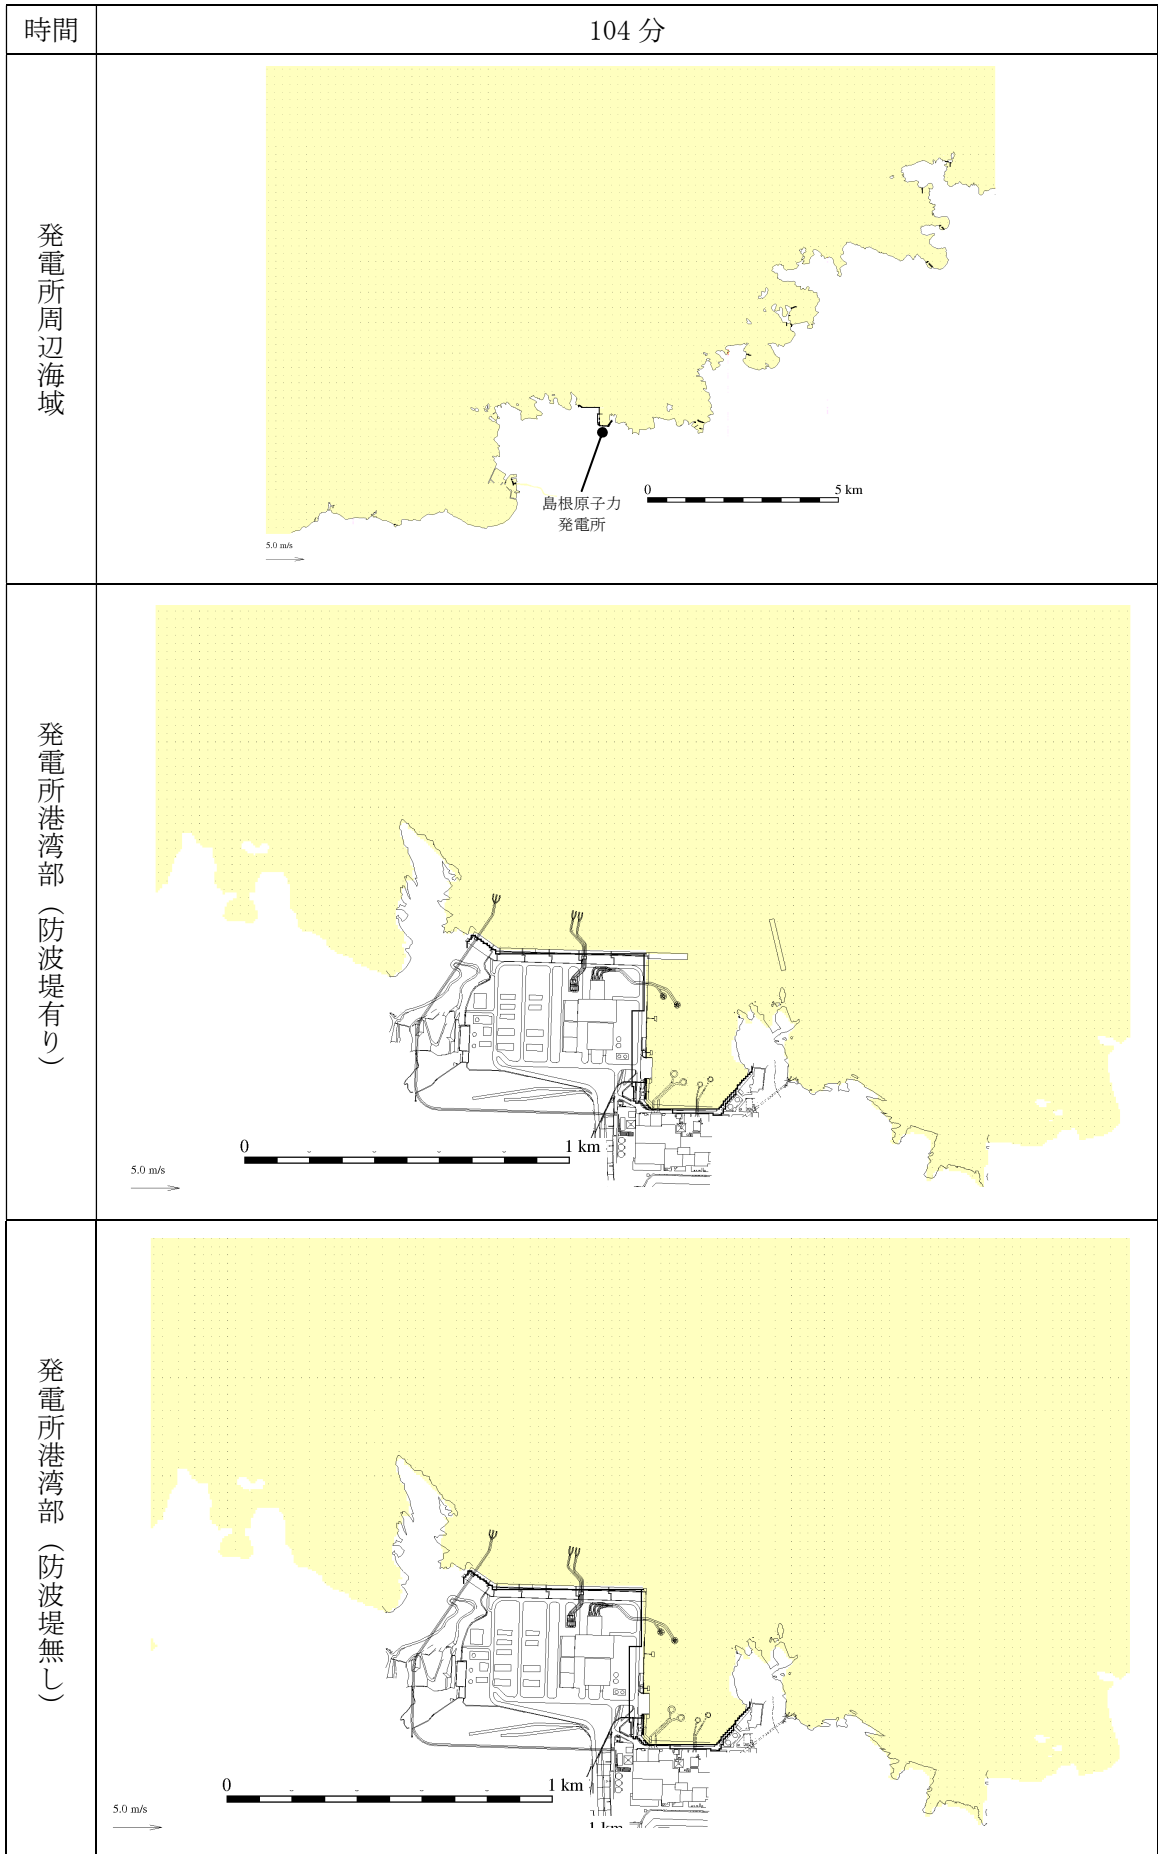 時間
104 分
発電所周辺海域
島根原子力
発電所
0
5 km
5.0 m/s
発電所港湾部（防波堤有り）
0
1 km
5.0 m/s
発電所港湾部（防波堤無し）
0
1 km
5.0 m/s
1 km